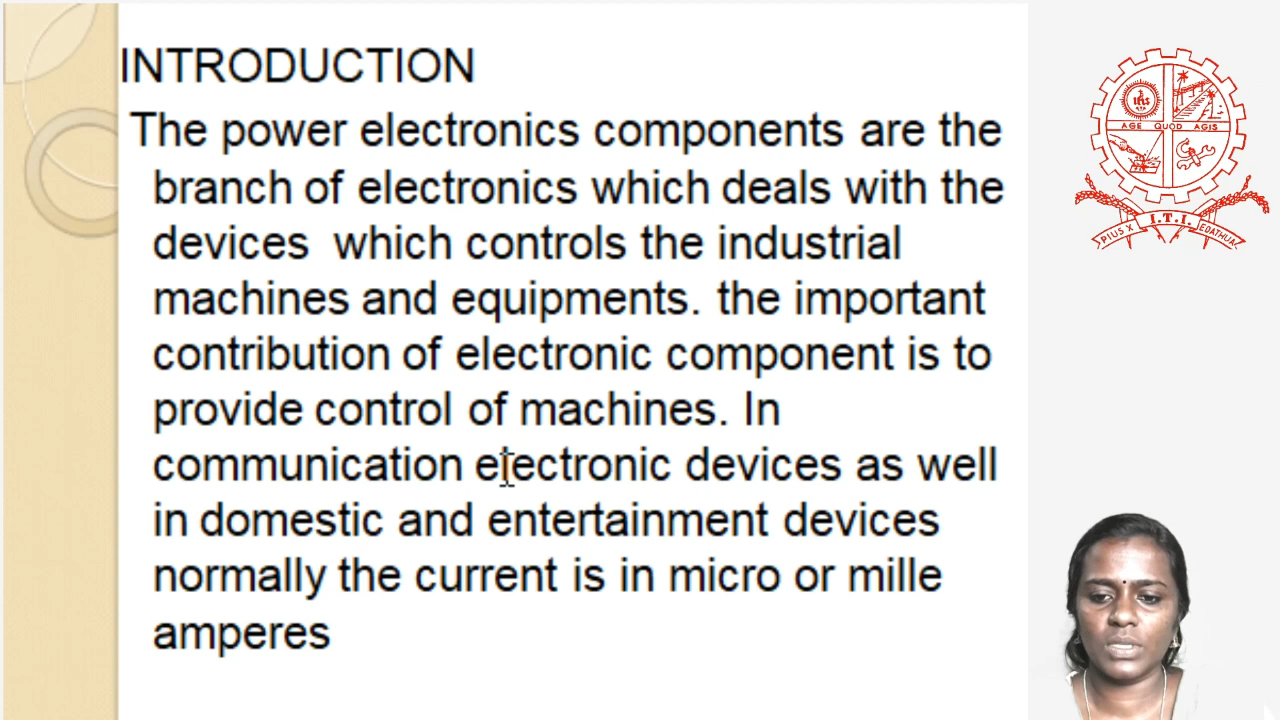 INTRODUCTION
The power electronics components are the
branch of electronics which deals with the
devices which controls the industrial
machines and equipments. the important
contribution of electronic component is to
provide control of machines. In
communication electronic devices as well
in domestic and entertainment devices
normally the current is in micro or mille
amperes
AGE QUOD AGIS
PIUS X I.T.I. EDATHUA